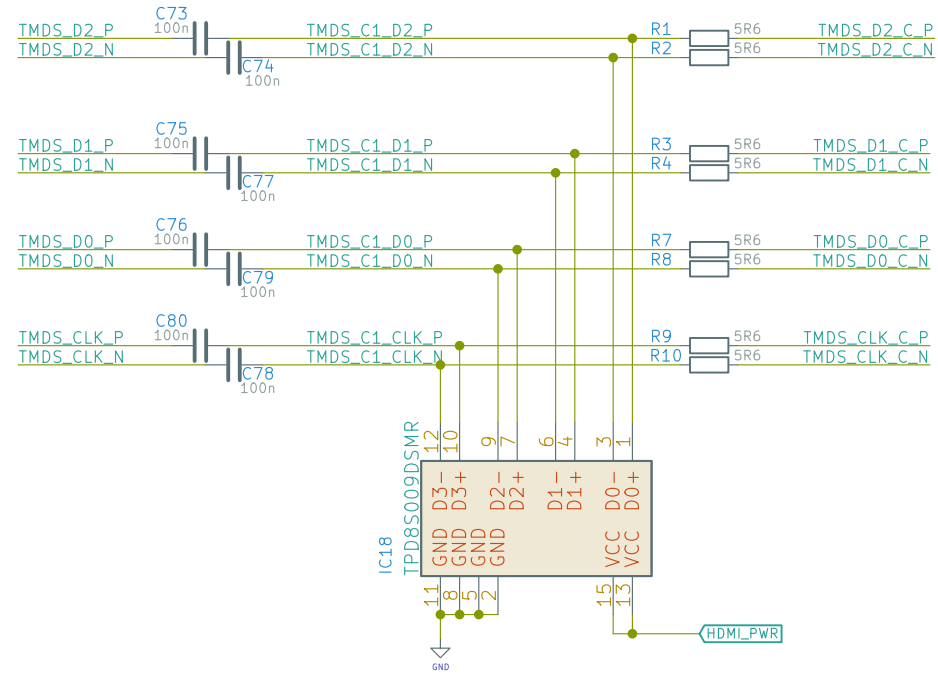 C73
100n
TMDS_D2_P
TMDS_C1_D2_P
R1
5R6
TMDS_D2_C_P
TMDS_D2_N
TMDS_C1_D2_N
R2
5R6
TMDS_D2_C_N
C74
100n
C75
100n
TMDS_D1_P
TMDS_C1_D1_P
R3
5R6
TMDS_D1_C_P
TMDS_D1_N
TMDS_C1_D1_N
R4
5R6
TMDS_D1_C_N
C77
100n
C76
100n
TMDS_D0_P
TMDS_C1_D0_P
R7
5R6
TMDS_D0_C_P
TMDS_D0_N
TMDS_C1_D0_N
R8
5R6
TMDS_D0_C_N
C79
100n
C80
100n
TMDS_CLK_P
TMDS_C1_CLK_P
R9
5R6
TMDS_CLK_C_P
TMDS_CLK_N
TMDS_C1_CLK_N
R10
5R6
TMDS_CLK_C_N
C78
100n
IC18
TPD8S009DSMR
12
10
9
7
6
4
3
1
D3-
D3+
D2-
D2+
D1-
D1+
D0-
D0+
GND
GND
GND
GND
VCC
VCC
11
8
5
2
15
13
HDMI_PWR
GND